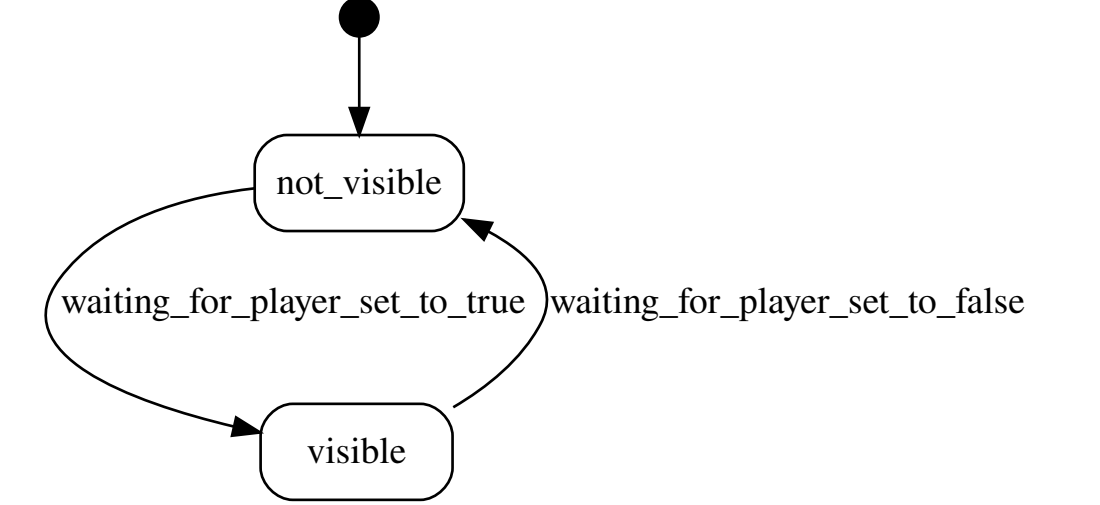 not_visible
waiting_for_player_set_to_true
waiting_for_player_set_to_false
visible